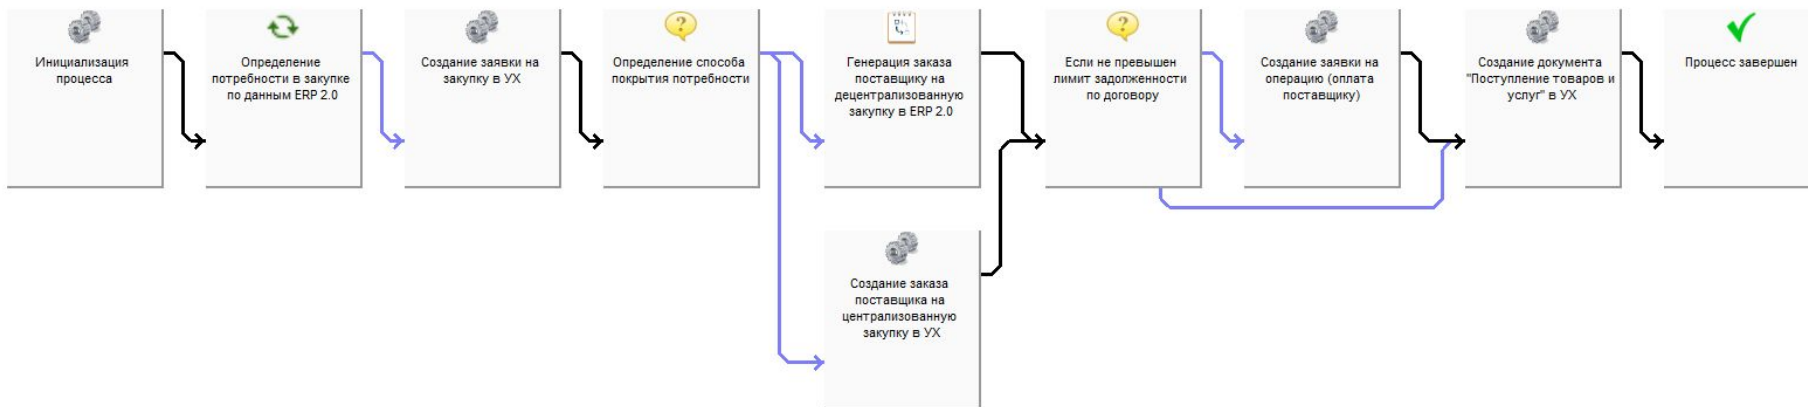 Инициализация
процесса
Определение
потребности в закупке
по данным ERP 2.0
Создание заявки на
закупку в УХ
Определение способа
покрытия потребности
Генерация заказа
поставщику на
децентрализованную
закупку в ERP 2.0
Если не превышен
лимит задолженности
по договору
Создание заявки на
операцию (оплата
поставщику)
Создание документа
"Поступление товаров и
услуг" в УХ
Процесс завершен
Создание заказа
поставщика на
централизованную
закупку в УХ